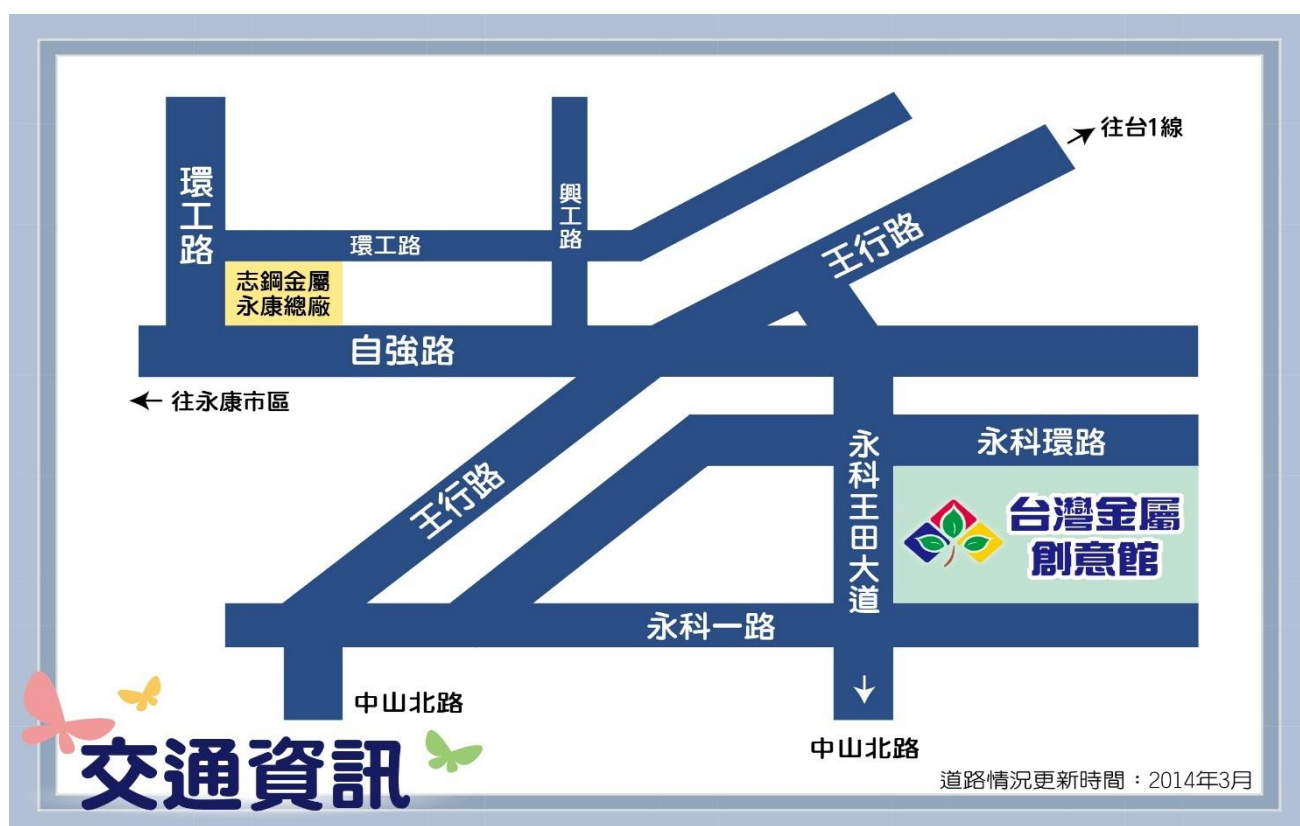 往台1線
環工路
興工路
環工路
王行路
志鋼金屬
永康總廠
自強路
往永康市區
永科環路
永科王田大道
王行路
台灣金屬
創意館
永科一路
中山北路
中山北路
交通資訊
道路情況更新時間：2014年3月